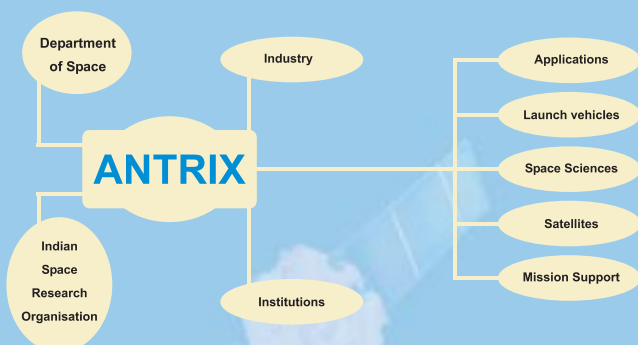 Department
of Space
Industry
Applications
Launch vehicles
ANTRIX
Space Sciences
Satellites
Indian
Space
Research
Organisation
Institutions
Mission Support